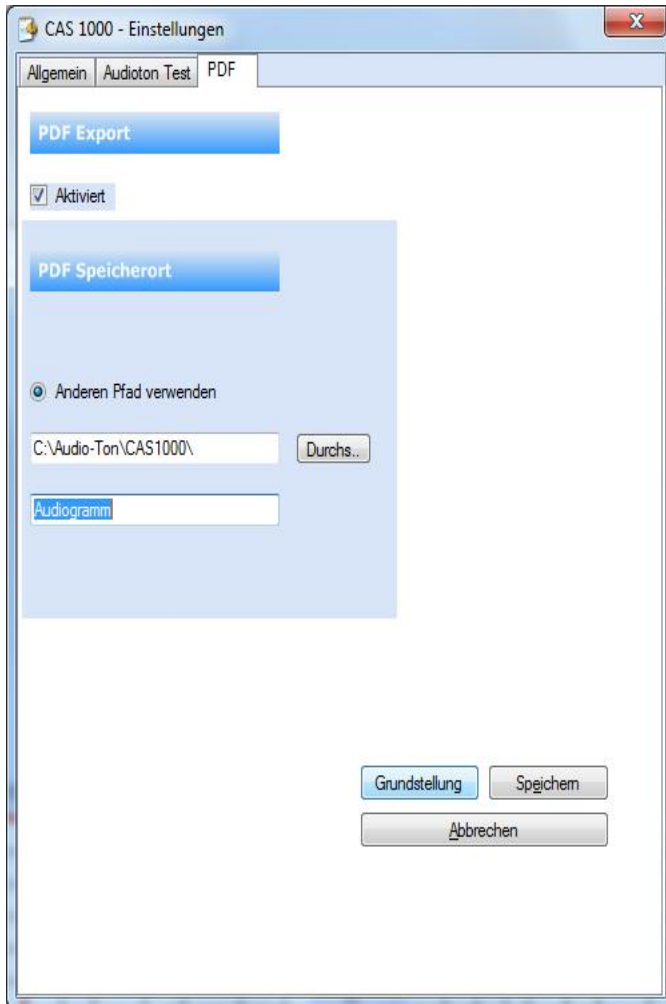 CAS 1000 - Einstellungen
Allgemein Audioton Test PDF
PDF Export
Aktiviert
PDF Speicherort
Anderen Pfad verwenden
C:\Audio-Ton\CAS1000\ Durchs..
Audiogramm
Grundstellung Speichern
Abbrechen